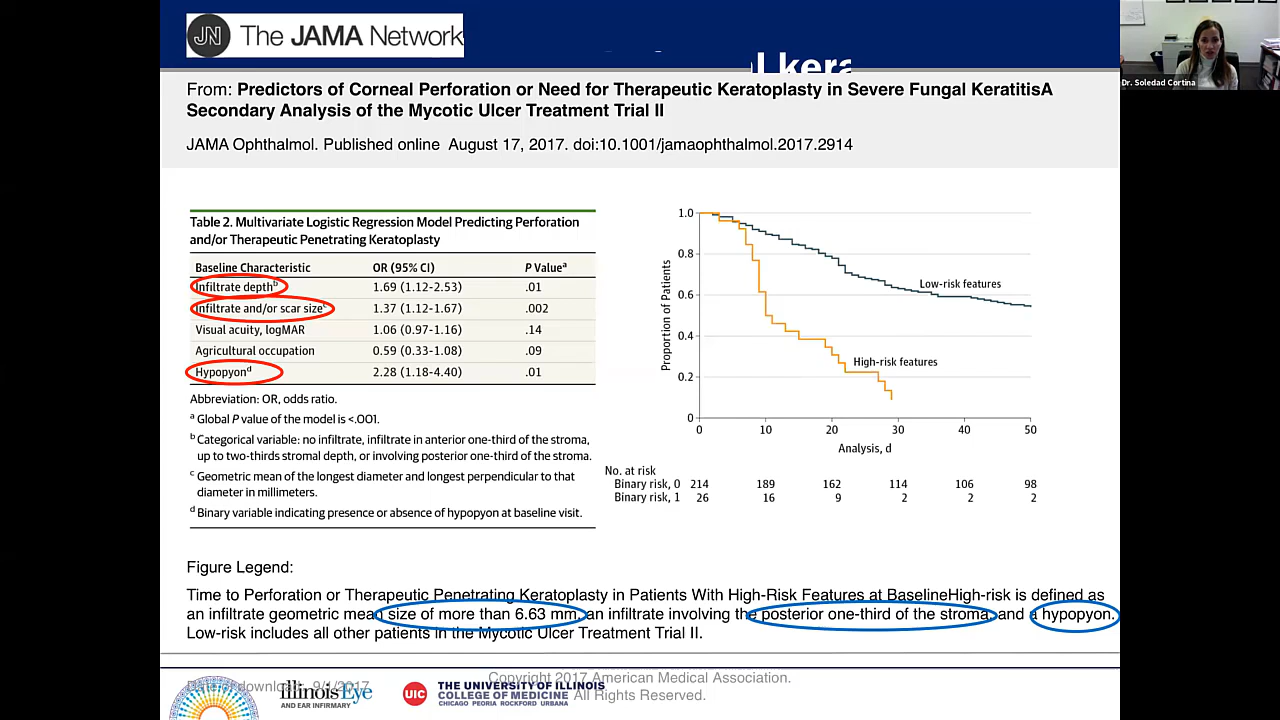 JN The JAMA Network
Dr. Soledad Cortina
From: Predictors of Corneal Perforation or Need for Therapeutic Keratoplasty in Severe Fungal KeratitisA
Secondary Analysis of the Mycotic Ulcer Treatment Trial II
JAMA Ophthalmol. Published online August 17, 2017. doi:10.1001/jamaophthalmol.2017.2914
Table 2. Multivariate Logistic Regression Model Predicting Perforation
and/or Therapeutic Penetrating Keratoplasty
Baseline Characteristic OR (95% CI) P Valueᵃ
Infiltrate depthᵇ 1.69 (1.12-2.53) .01
Infiltrate and/or scar sizeᶜ 1.37 (1.12-1.67) .002
Visual acuity, logMAR 1.06 (0.97-1.16) .14
Agricultural occupation 0.59 (0.33-1.08) .09
Hypopyonᵈ 2.28 (1.18-4.40) .01
Abbreviation: OR, odds ratio.
ᵃ Global P value of the model is <.001.
ᵇ Categorical variable: no infiltrate, infiltrate in anterior one-third of the stroma,
up to two-thirds stromal depth, or involving posterior one-third of the stroma.
ᶜ Geometric mean of the longest diameter and longest perpendicular to that
diameter in millimeters.
ᵈ Binary variable indicating presence or absence of hypopyon at baseline visit.
Proportion of Patients
1.0
0.8
0.6
0.4
0.2
0
Low-risk features
High-risk features
0 10 20 30 40 50
Analysis, d
No. at risk
Binary risk, 0 214 189 162 114 106 98
Binary risk, 1 26 16 9 2 2 2
Figure Legend:
Time to Perforation or Therapeutic Penetrating Keratoplasty in Patients With High-Risk Features at BaselineHigh-risk is defined as
an infiltrate geometric mean size of more than 6.63 mm, an infiltrate involving the posterior one-third of the stroma, and a hypopyon.
Low-risk includes all other patients in the Mycotic Ulcer Treatment Trial II.
9/1/2017
Illinois Eye
AND EAR INFIRMARY
UIC THE UNIVERSITY OF ILLINOIS
COLLEGE OF MEDICINE
CHICAGO PEORIA ROCKFORD URBANA
Copyright 2017 American Medical Association.
All Rights Reserved.